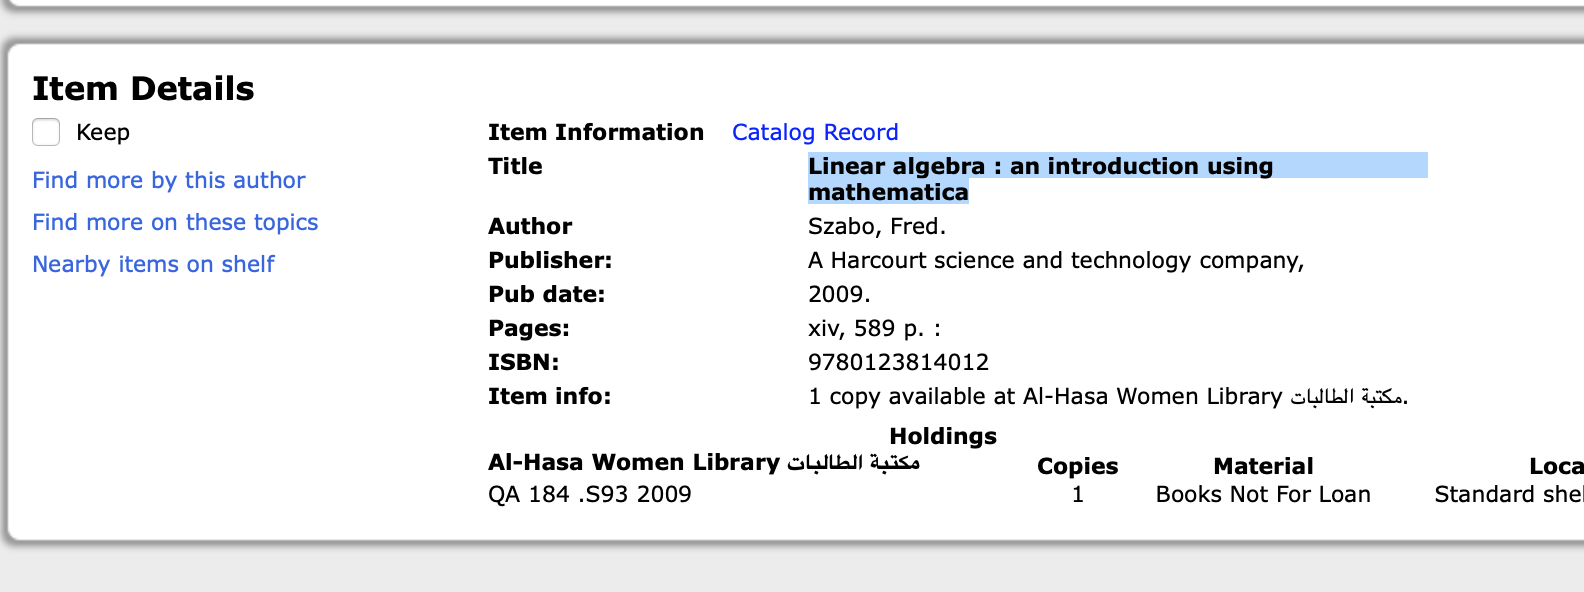 Item Details
Keep
Find more by this author
Find more on these topics
Nearby items on shelf
Item Information Catalog Record
Title Linear algebra : an introduction using
mathematica
Author Szabo, Fred.
Publisher: A Harcourt science and technology company,
Pub date: 2009.
Pages: xiv, 589 p. :
ISBN: 9780123814012
Item info: 1 copy available at Al-Hasa Women Library مكتبة الطالبات.
Holdings
Al-Hasa Women Library مكتبة الطالبات Copies Material Loca
QA 184 .S93 2009 1 Books Not For Loan Standard shel